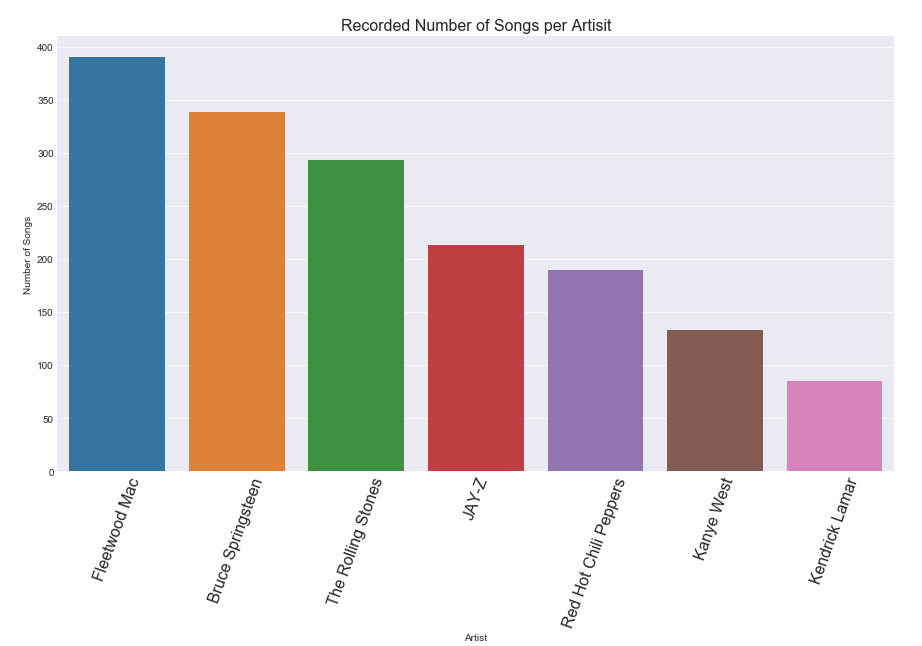 Recorded Number of Songs per Artisit
400
350
300
250
200
150
100
50
0
Number of Songs
Fleetwood Mac
Bruce Springsteen
The Rolling Stones
JAY-Z
Red Hot Chili Peppers
Kanye West
Kendrick Lamar
Artist